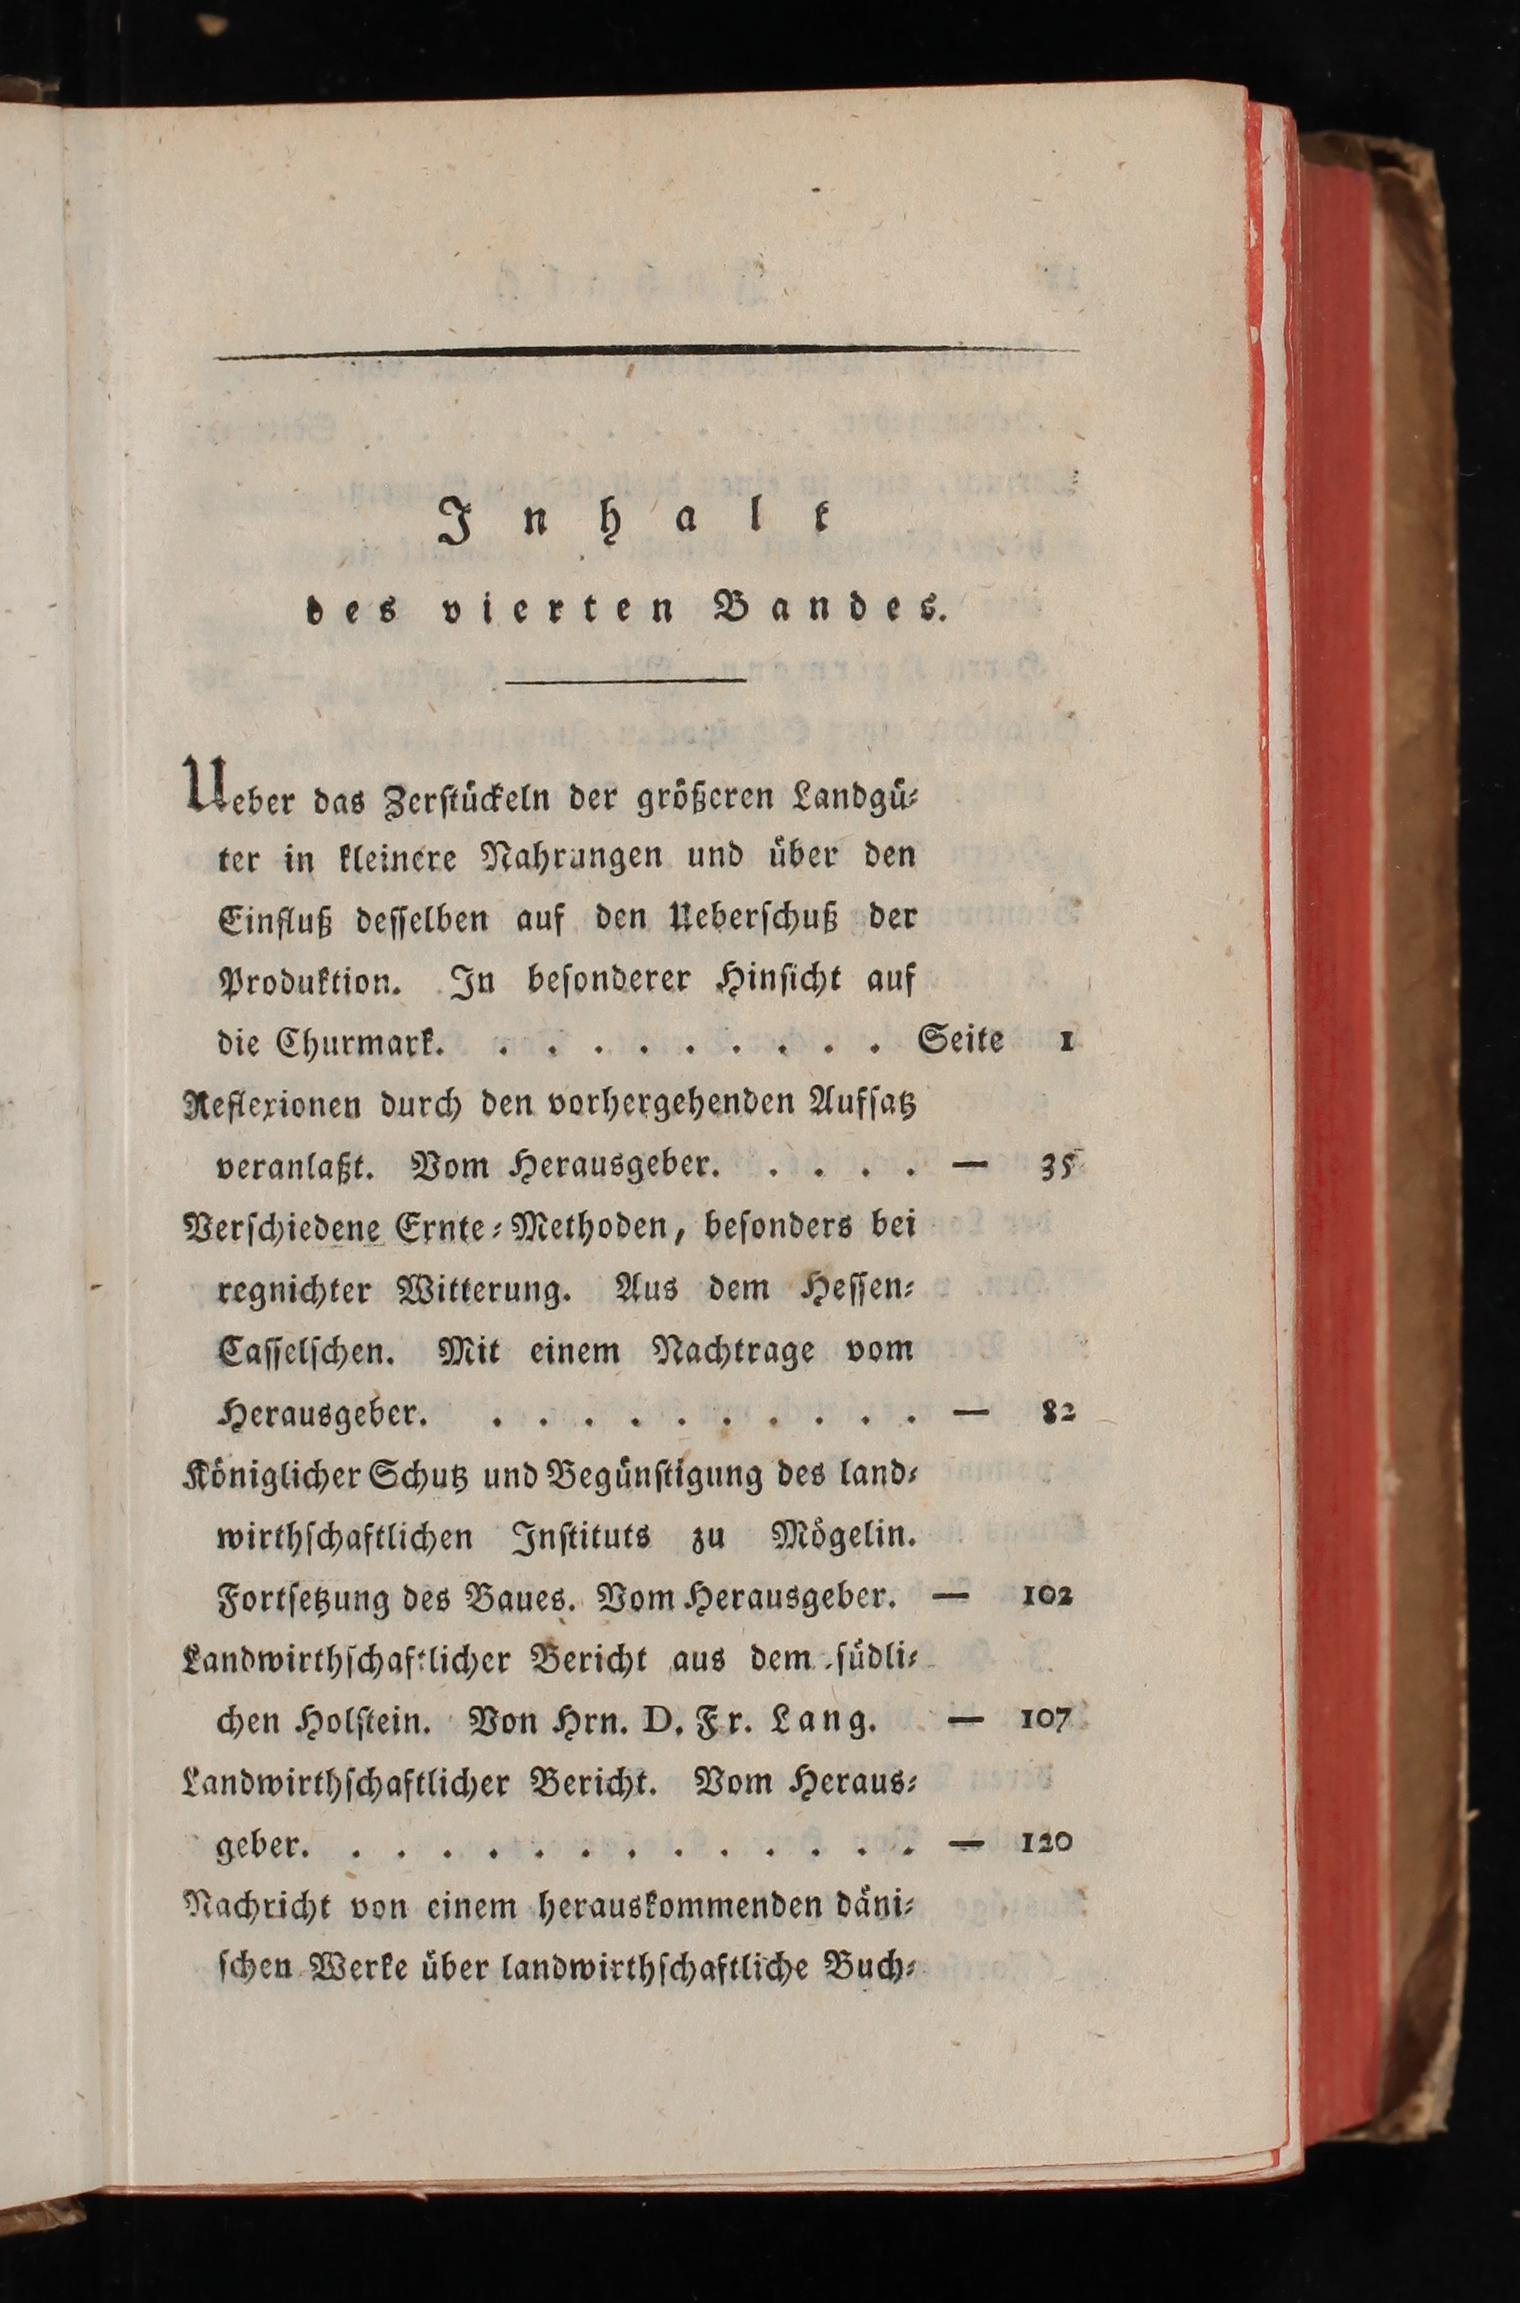 Inhalt
des vierten Bandes.
Ueber das Zerstückeln der größeren Landgü-
ter in kleinere Nahrungen und über den
Einfluß desselben auf den Ueberschuß der
Produktion. In besonderer Hinsicht auf
die Churmark. . . . . . . . . . Seite 1
Reflexionen durch den vorhergehenden Aufsatz
veranlaßt. Vom Herausgeber. . . . . — 35
Verschiedene Ernte-Methoden, besonders bei
regnichter Witterung. Aus dem Hessen-
Casselschen. Mit einem Nachtrage vom
Herausgeber. . . . . . . . . . . — 82
Königlicher Schutz und Begünstigung des land-
wirthschaftlichen Instituts zu Mögelin.
Fortsetzung des Baues. Vom Herausgeber. — 102
Landwirthschaftlicher Bericht aus dem südli-
chen Holstein. Von Hrn. D. Fr. Lang. — 107
Landwirthschaftlicher Bericht. Vom Heraus-
geber. . . . . . . . . . . . . . — 120
Nachricht von einem herauskommenden däni-
schen Werke über landwirthschaftliche Buch-